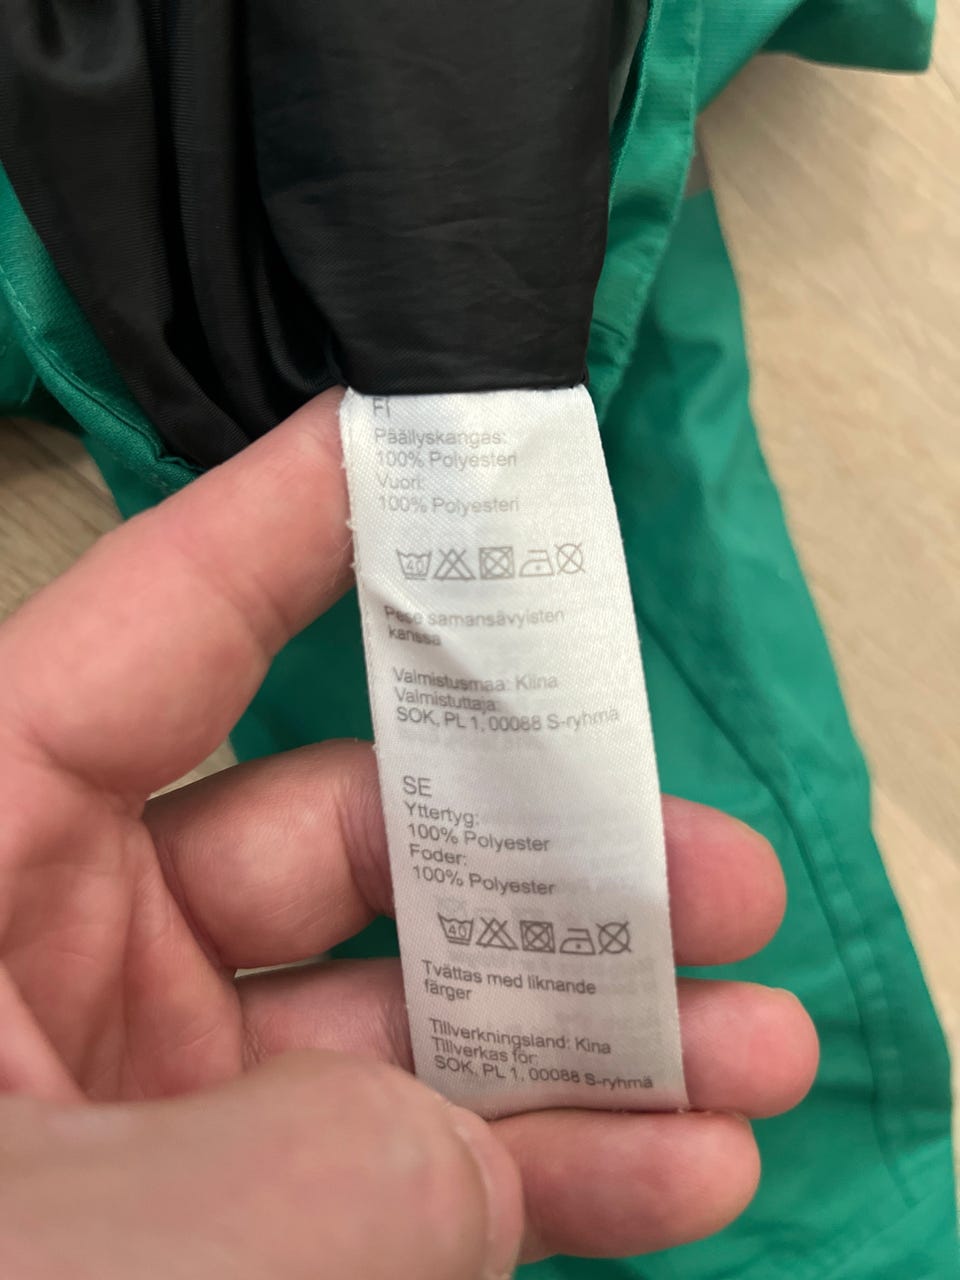 FI
Päällyskangas:
100% Polyesteri
Vuori:
100% Polyesteri
40
Pese samansävyisten
kanssa
Valmistusmaa: Kiina
Valmistuttaja:
SOK, PL 1, 00088 S-ryhmä
SE
Yttertyg:
100% Polyester
Foder:
100% Polyester
40
Tvättas med liknande
färger
Tillverkningsland: Kina
Tillverkas för:
SOK, PL 1, 00088 S-ryhmä